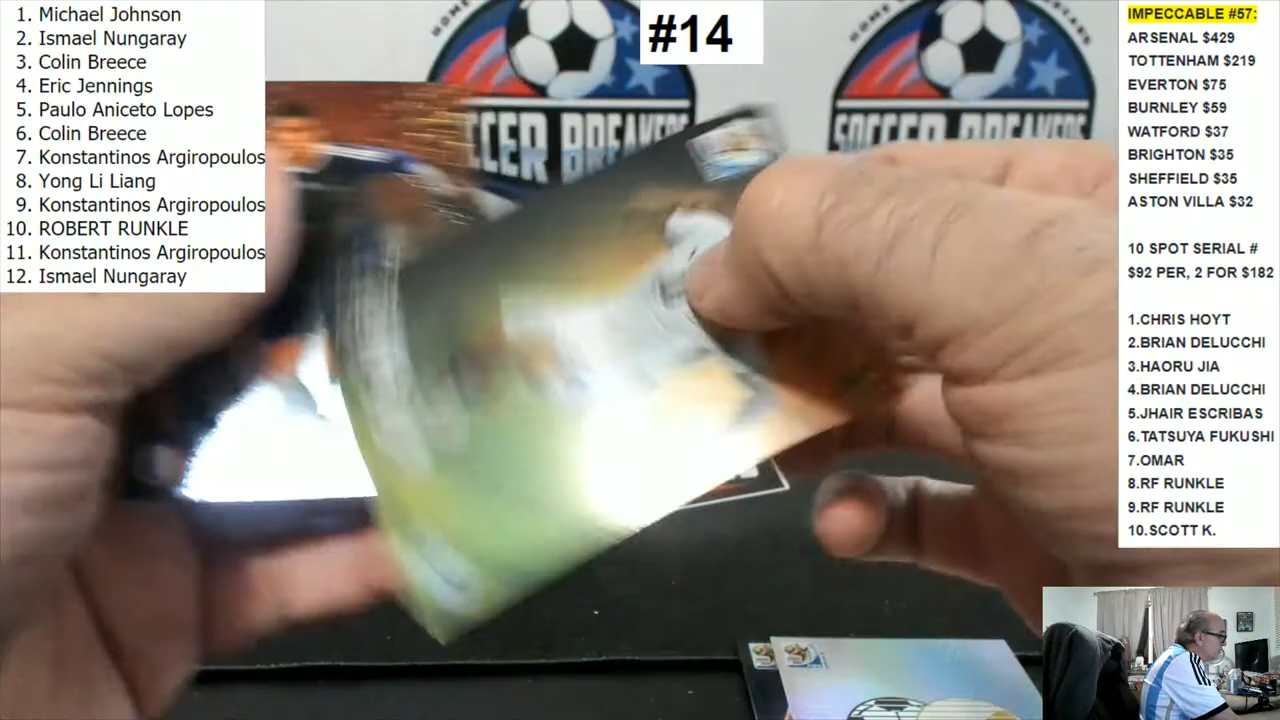 1. Michael Johnson
2. Ismael Nungaray
3. Colin Breece
4. Eric Jennings
5. Paulo Aniceto Lopes
6. Colin Breece
7. Konstantinos Argiropoulos
8. Yong Li Liang
9. Konstantinos Argiropoulos
10. ROBERT RUNKLE
11. Konstantinos Argiropoulos
12. Ismael Nungaray
#14
CCER BREAKERS
SOCCER BREAKERS
IMPECCABLE #57:
ARSENAL $429
TOTTENHAM $219
EVERTON $75
BURNLEY $59
WATFORD $37
BRIGHTON $35
SHEFFIELD $35
ASTON VILLA $32
10 SPOT SERIAL #
$92 PER, 2 FOR $182
1.CHRIS HOYT
2.BRIAN DELUCCHI
3.HAORU JIA
4.BRIAN DELUCCHI
5.JHAIR ESCRIBAS
6.TATSUYA FUKUSHI
7.OMAR
8.RF RUNKLE
9.RF RUNKLE
10.SCOTT K.